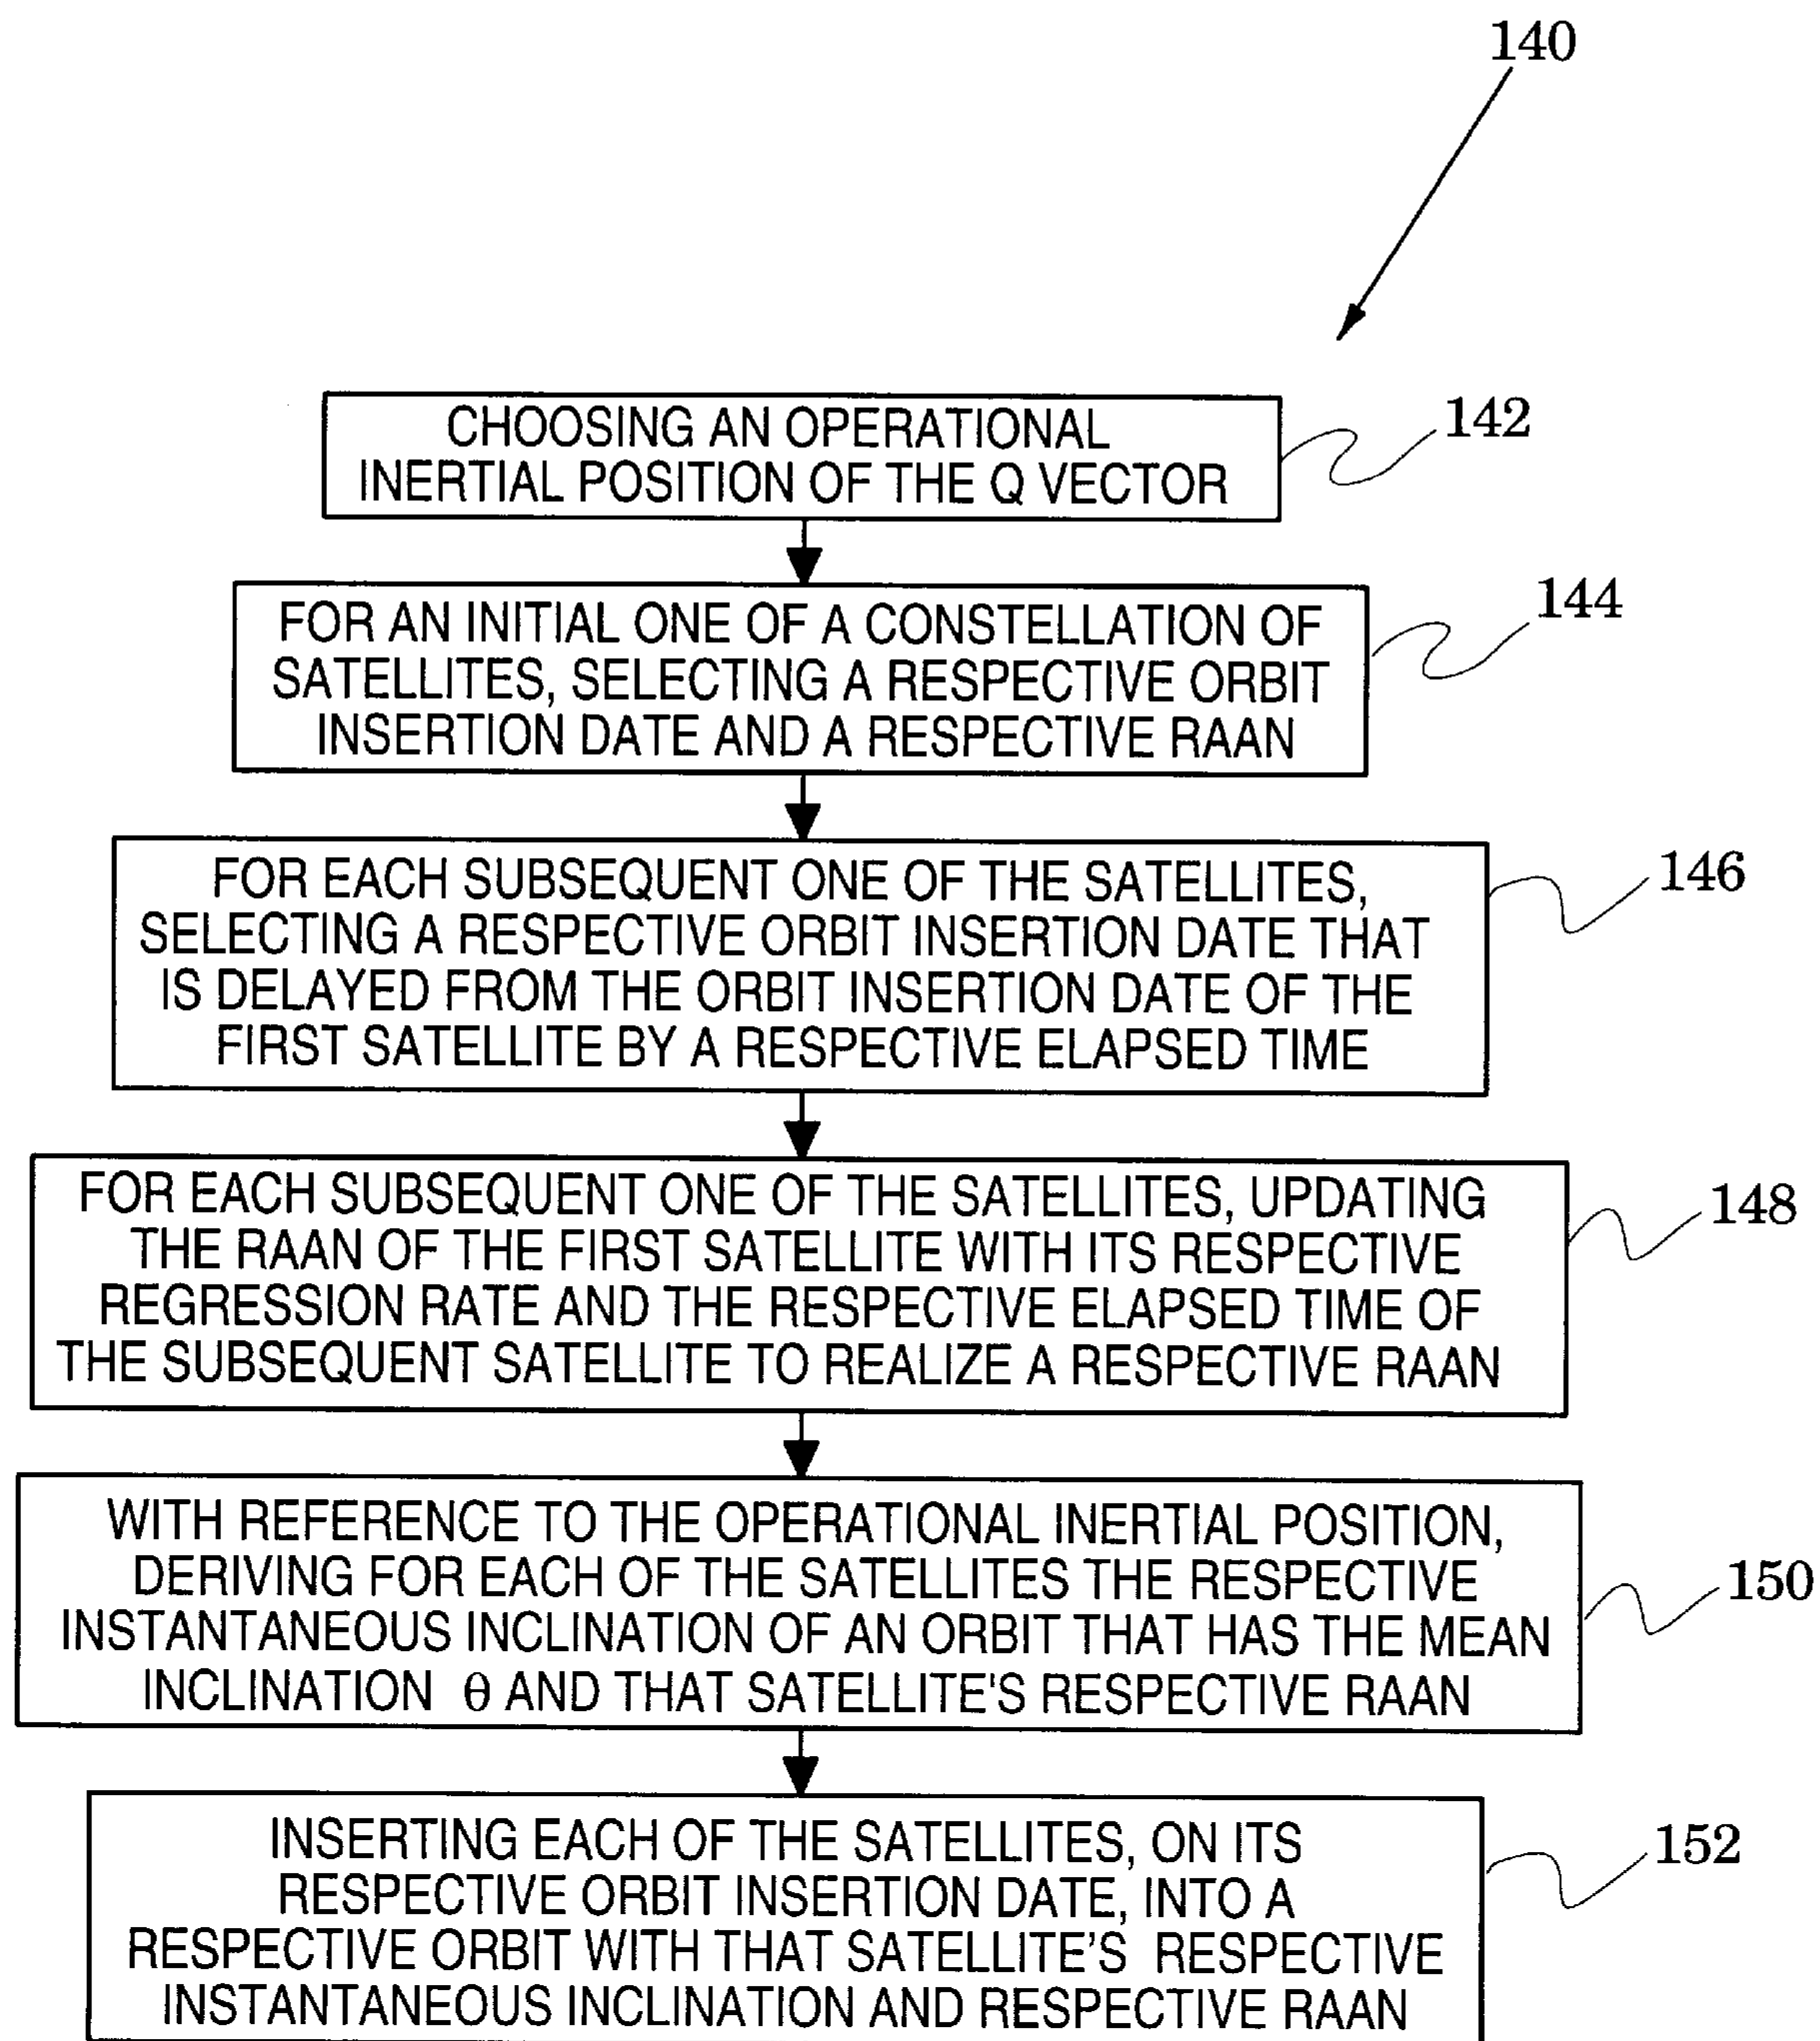 140
CHOOSING AN OPERATIONAL
INERTIAL POSITION OF THE Q VECTOR
142
FOR AN INITIAL ONE OF A CONSTELLATION OF
SATELLITES, SELECTING A RESPECTIVE ORBIT
INSERTION DATE AND A RESPECTIVE RAAN
144
FOR EACH SUBSEQUENT ONE OF THE SATELLITES,
SELECTING A RESPECTIVE ORBIT INSERTION DATE THAT
IS DELAYED FROM THE ORBIT INSERTION DATE OF THE
FIRST SATELLITE BY A RESPECTIVE ELAPSED TIME
146
FOR EACH SUBSEQUENT ONE OF THE SATELLITES, UPDATING
THE RAAN OF THE FIRST SATELLITE WITH ITS RESPECTIVE
REGRESSION RATE AND THE RESPECTIVE ELAPSED TIME OF
THE SUBSEQUENT SATELLITE TO REALIZE A RESPECTIVE RAAN
148
WITH REFERENCE TO THE OPERATIONAL INERTIAL POSITION,
DERIVING FOR EACH OF THE SATELLITES THE RESPECTIVE
INSTANTANEOUS INCLINATION OF AN ORBIT THAT HAS THE MEAN
INCLINATION θ AND THAT SATELLITE'S RESPECTIVE RAAN
150
INSERTING EACH OF THE SATELLITES, ON ITS
RESPECTIVE ORBIT INSERTION DATE, INTO A
RESPECTIVE ORBIT WITH THAT SATELLITE'S RESPECTIVE
INSTANTANEOUS INCLINATION AND RESPECTIVE RAAN
152